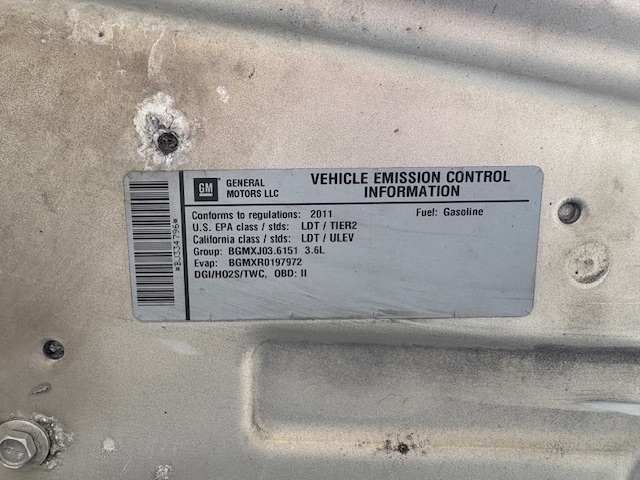 GM
GENERAL
MOTORS LLC
VEHICLE EMISSION CONTROL
INFORMATION
Conforms to regulations: 2011
Fuel: Gasoline
U.S. EPA class / stds: LDT / TIER2
California class / stds: LDT / ULEV
Group: BGMXJ03.6151 3.6L
Evap: BGMXR0197972
DGI/HO2S/TWC, OBD: II
*BU334796*